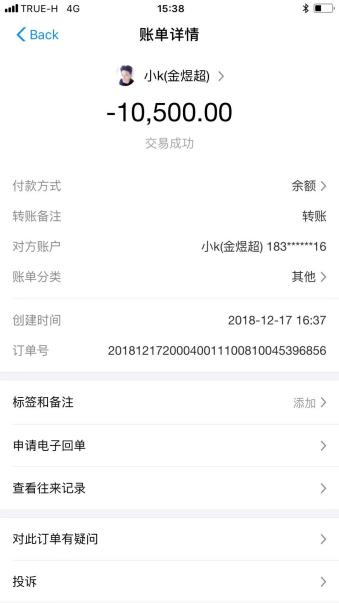 TRUE-H 4G 15:38
Back 账单详情
小k(金煜超)
-10,500.00
交易成功
付款方式 余额
转账备注 转账
对方账户 小k(金煜超) 183******16
账单分类 其他
创建时间 2018-12-17 16:37
订单号 20181217200040011100810045396856
标签和备注 添加
申请电子回单
查看往来记录
对此订单有疑问
投诉